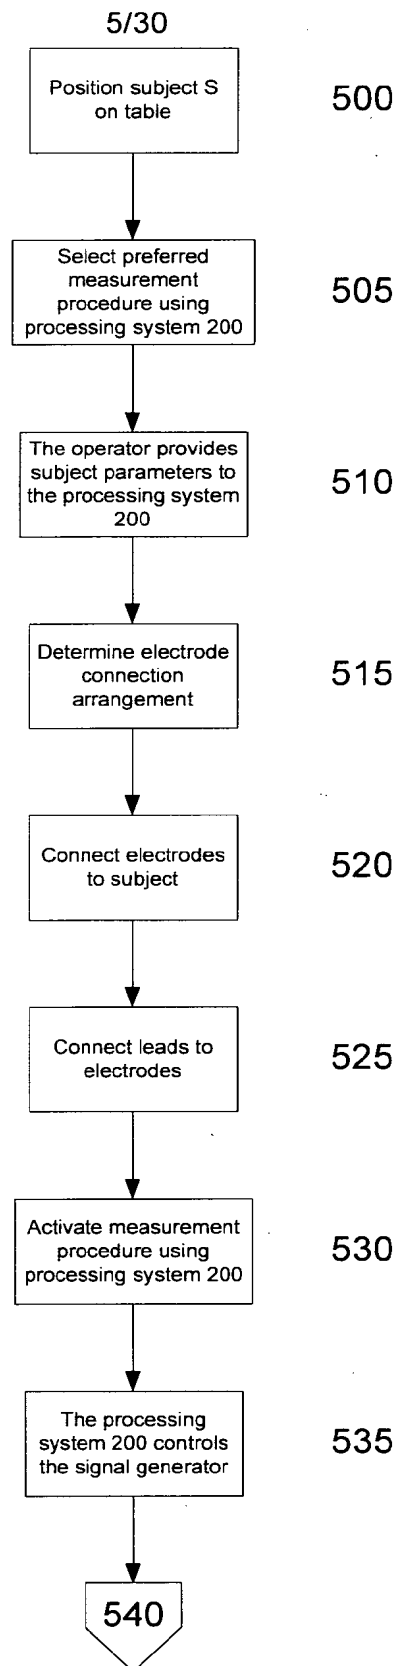 5/30
Position subject S
on table
500
Select preferred
measurement
procedure using
processing system 200
505
The operator provides
subject parameters to
the processing system
200
510
Determine electrode
connection
arrangement
515
Connect electrodes
to subject
520
Connect leads to
electrodes
525
Activate measurement
procedure using
processing system 200
530
The processing
system 200 controls
the signal generator
535
540